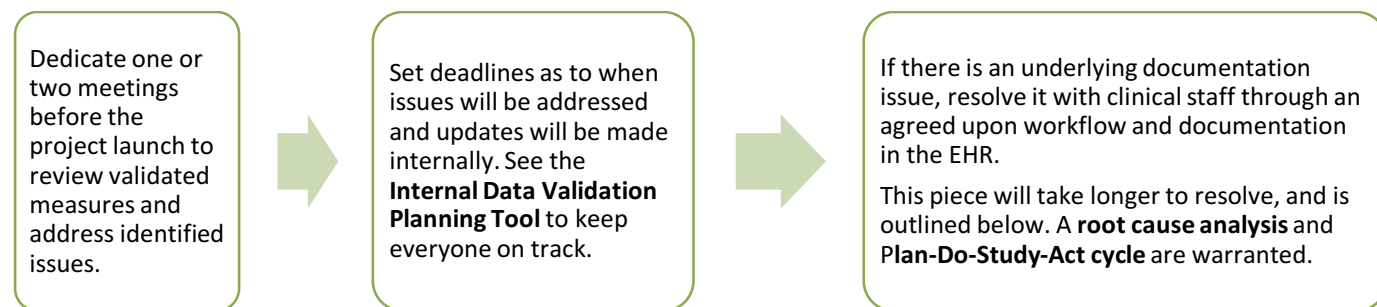 Dedicate one or
two meetings
before the
project launch to
review validated
measures and
address identified
issues.
Set deadlines as to when
issues will be addressed
and updates will be made
internally. See the
Internal Data Validation
Planning Tool to keep
everyone on track.
If there is an underlying documentation
issue, resolve it with clinical staff through an
agreed upon workflow and documentation
in the EHR.
This piece will take longer to resolve, and is
outlined below. A root cause analysis and
Plan-Do-Study-Act cycle are warranted.